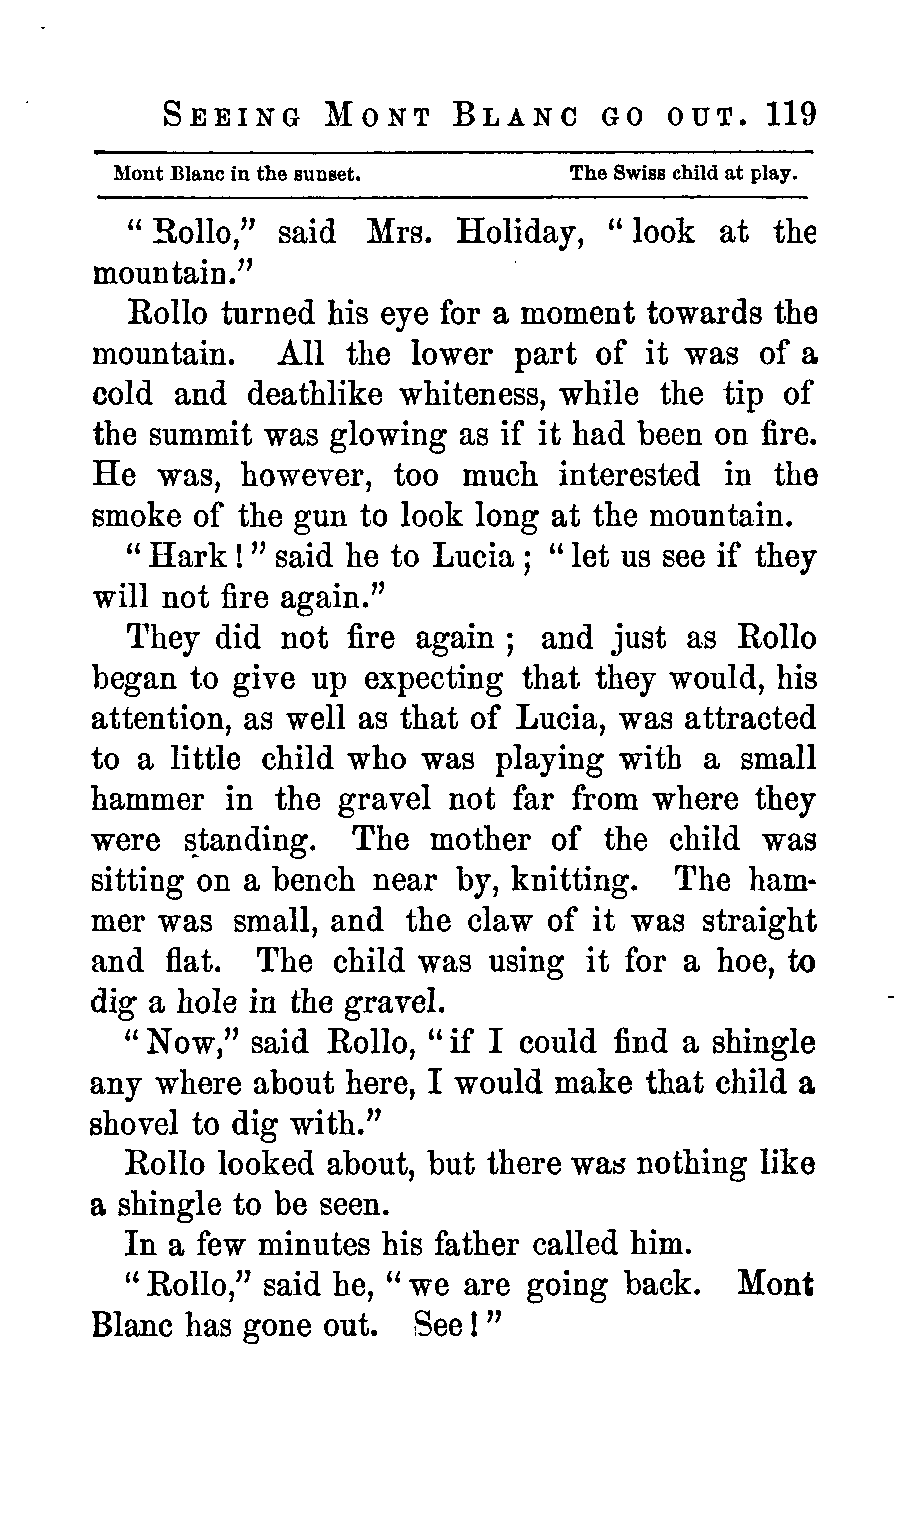 SEEING MONT BLANC GO OUT. 119
Mont Blanc in the sunset. The Swiss child at play.
“Rollo,” said Mrs. Holiday, “look at the
mountain.”
Rollo turned his eye for a moment towards the
mountain. All the lower part of it was of a
cold and deathlike whiteness, while the tip of
the summit was glowing as if it had been on fire.
He was, however, too much interested in the
smoke of the gun to look long at the mountain.
“Hark!” said he to Lucia; “let us see if they
will not fire again.”
They did not fire again; and just as Rollo
began to give up expecting that they would, his
attention, as well as that of Lucia, was attracted
to a little child who was playing with a small
hammer in the gravel not far from where they
were standing. The mother of the child was
sitting on a bench near by, knitting. The ham-
mer was small, and the claw of it was straight
and flat. The child was using it for a hoe, to
dig a hole in the gravel.
“Now,” said Rollo, “if I could find a shingle
any where about here, I would make that child a
shovel to dig with.”
Rollo looked about, but there was nothing like
a shingle to be seen.
In a few minutes his father called him.
“Rollo,” said he, “we are going back. Mont
Blanc has gone out. See!”